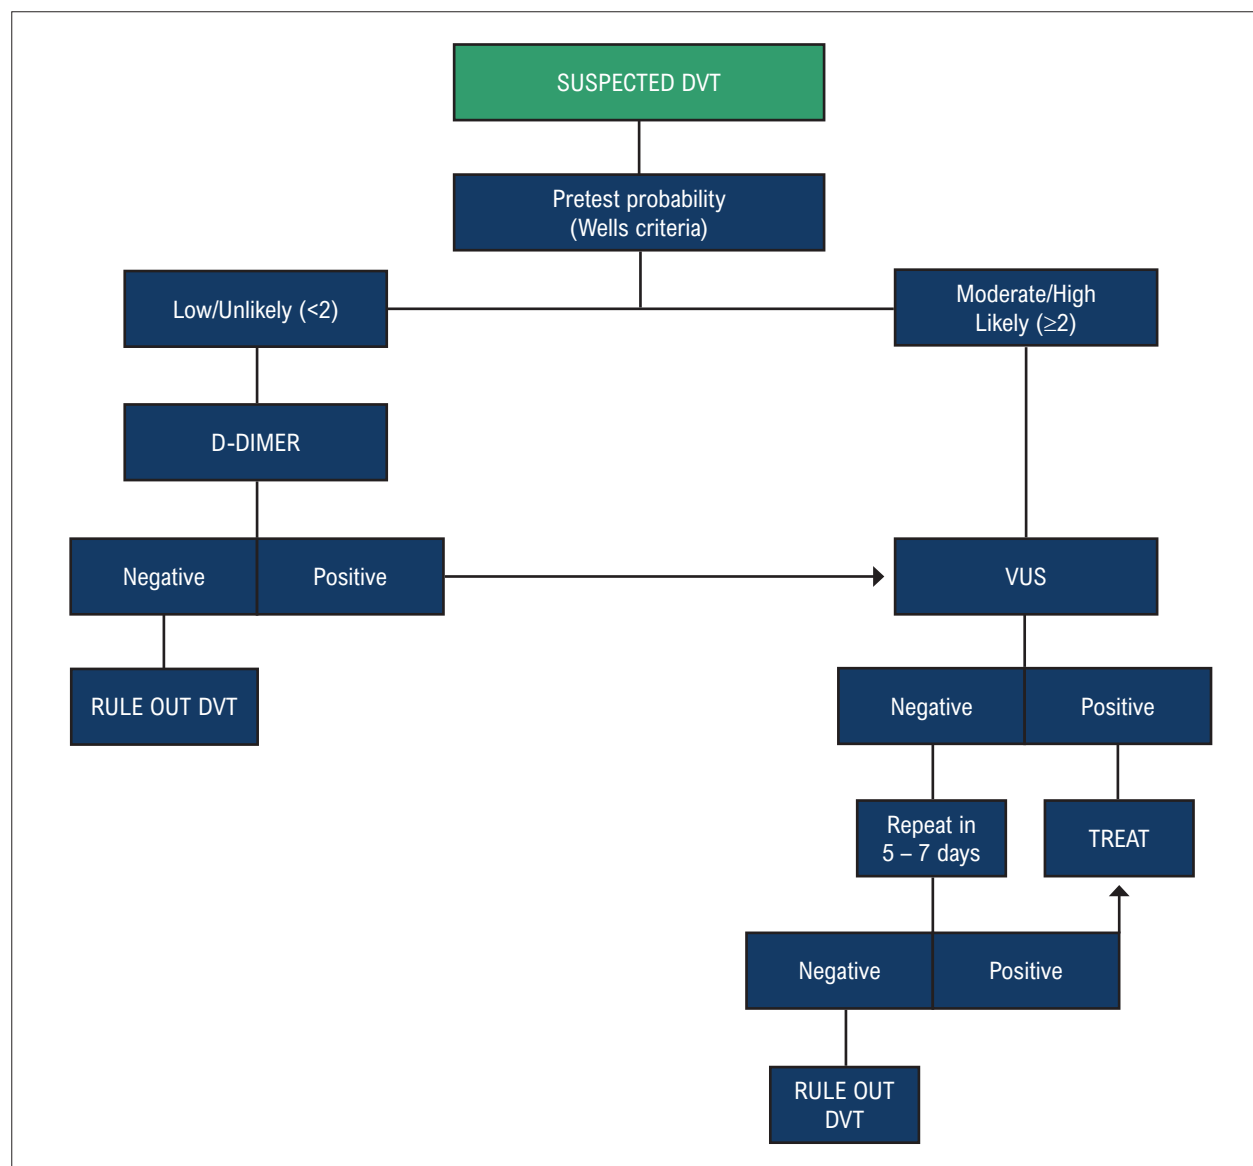 SUSPECTED DVT
Pretest probability
(Wells criteria)
Low/Unlikely (<2)
Moderate/High
Likely (≥2)
D-DIMER
Negative
Positive
VUS
RULE OUT DVT
Negative
Positive
Repeat in
5 – 7 days
TREAT
Negative
Positive
RULE OUT
DVT